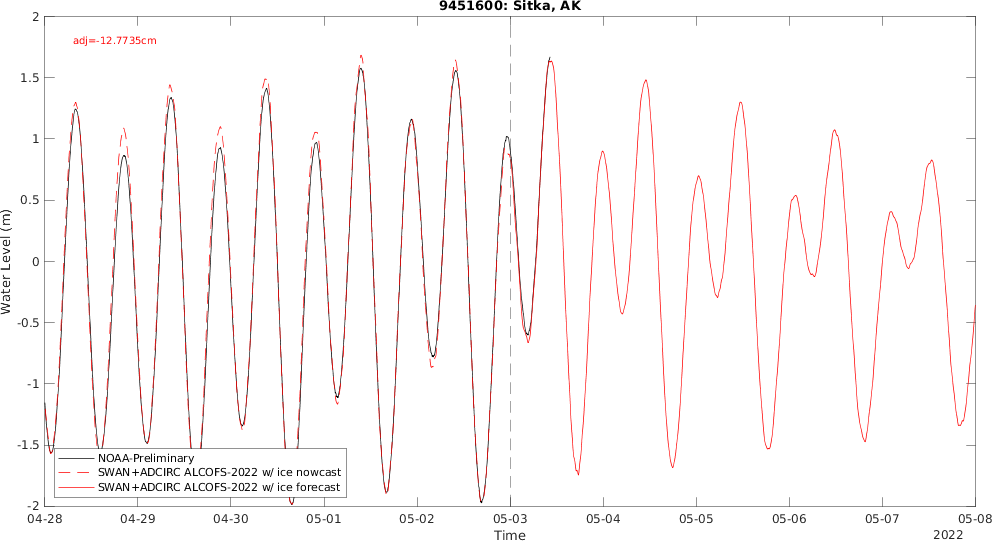 9451600: Sitka, AK
2
adj=-12.7735cm
1.5
1
0.5
0
-0.5
-1
-1.5
-2
Water Level (m)
NOAA-Preliminary
SWAN+ADCIRC ALCOFS-2022 w/ ice nowcast
SWAN+ADCIRC ALCOFS-2022 w/ ice forecast
04-28 04-29 04-30 05-01 05-02 05-03 05-04 05-05 05-06 05-07 05-08
Time
2022